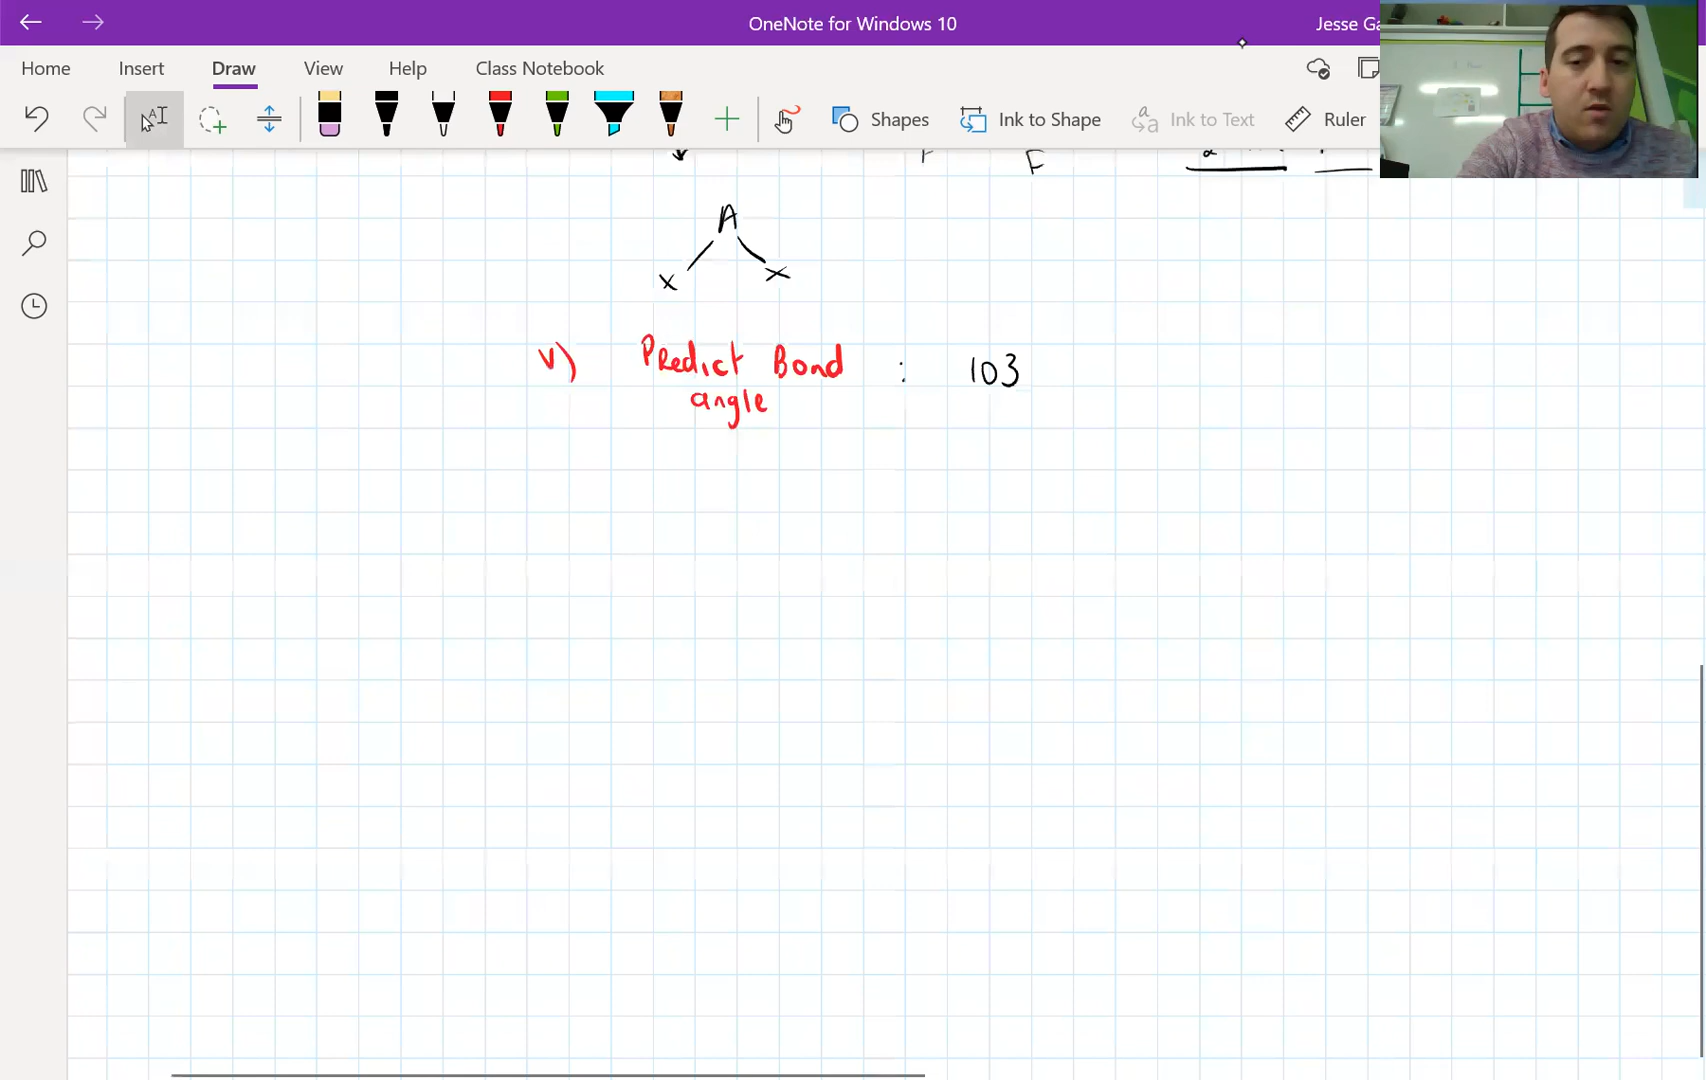 OneNote for Windows 10
Jesse Ga
Home Insert Draw View Help Class Notebook
Shapes Ink to Shape Ink to Text Ruler
F F
A
x x
v) Predict Bond : 103
angle